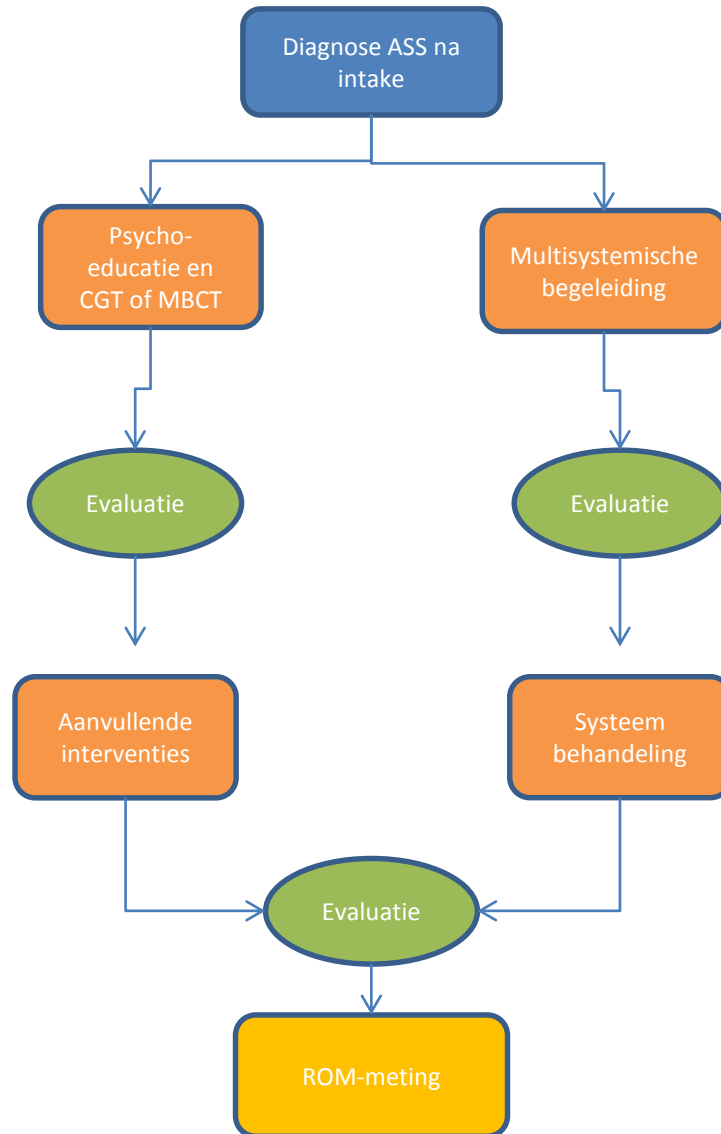 Diagnose ASS na
intake
Psycho-
educatie en
CGT of MBCT
Multisystemische
begeleiding
Evaluatie
Evaluatie
Aanvullende
interventies
Systeem
behandeling
Evaluatie
ROM-meting